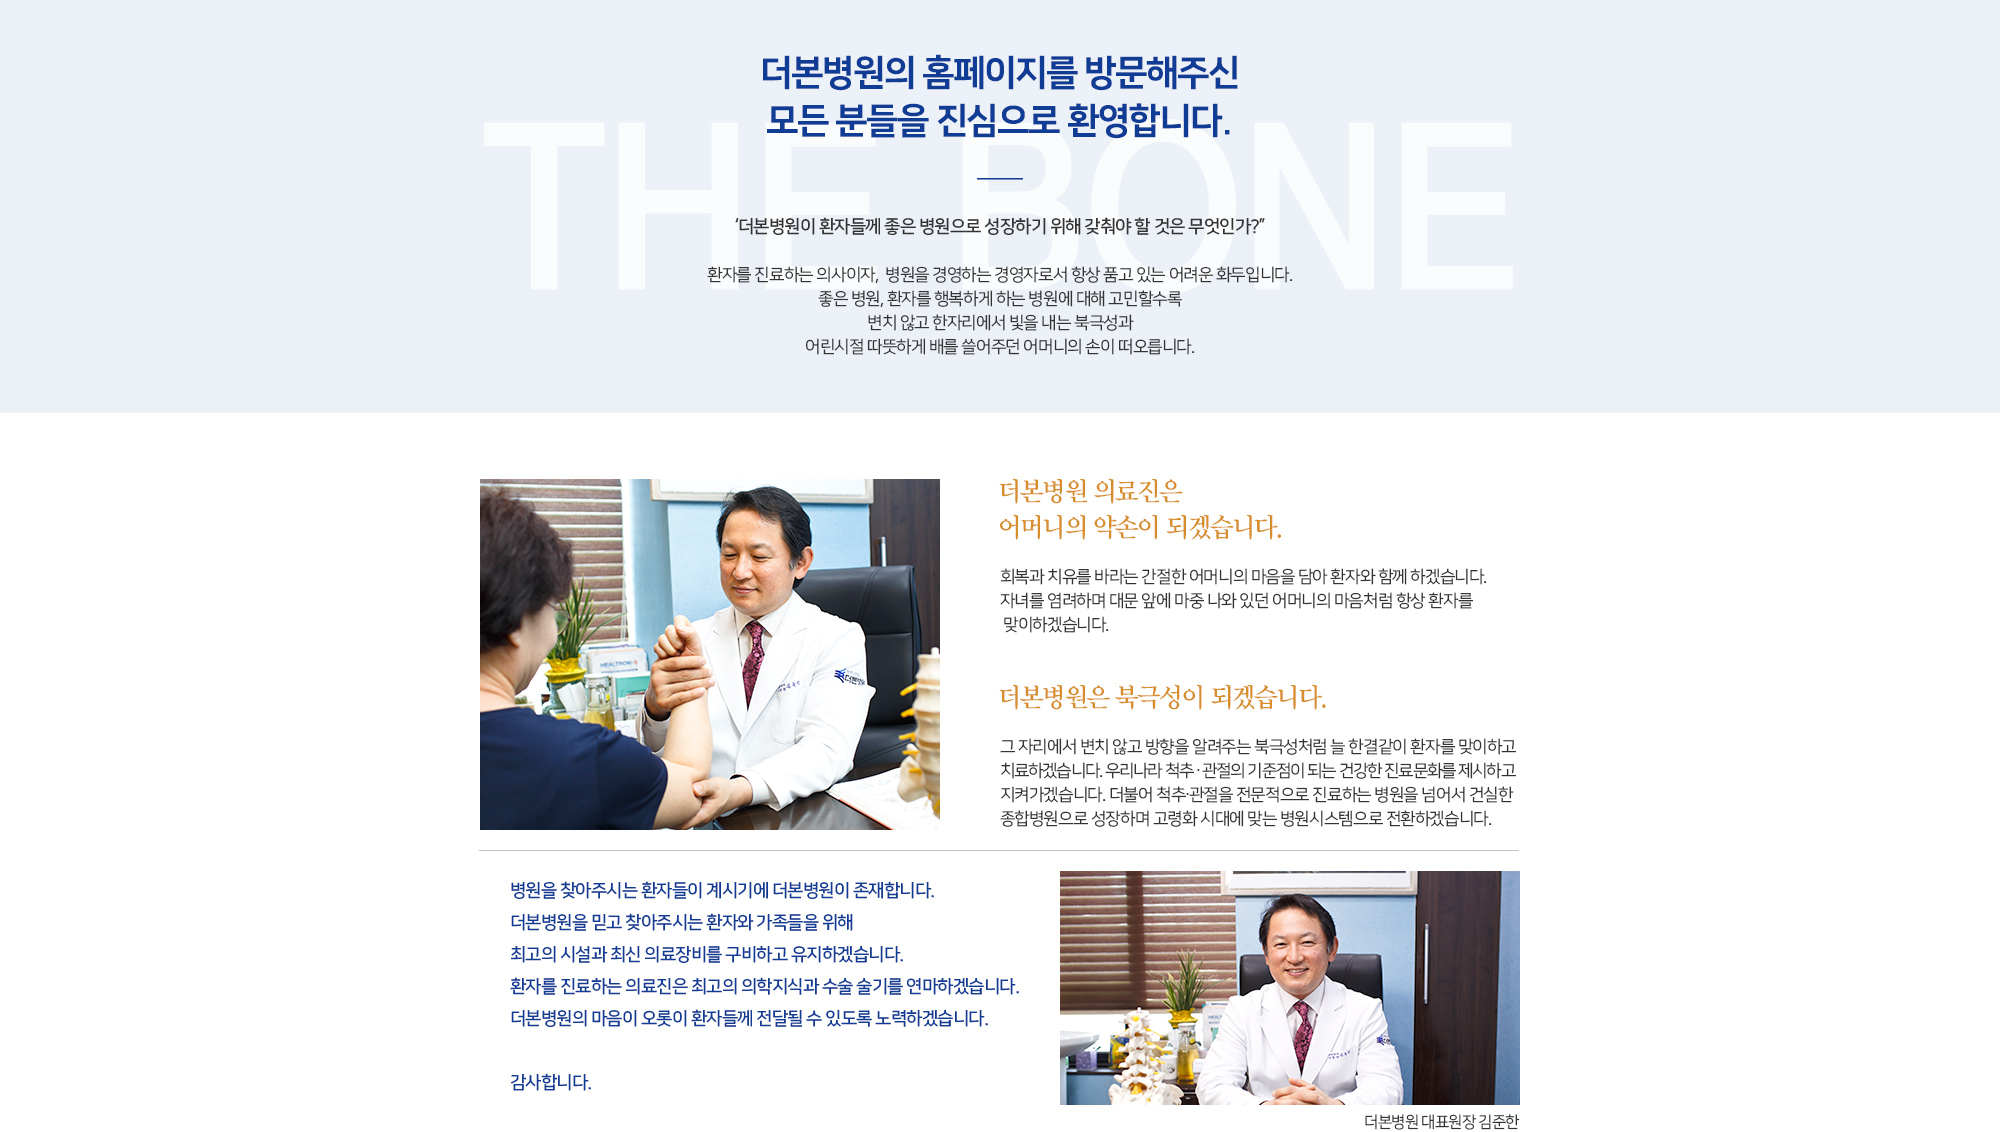 더본병원의 홈페이지를 방문해주신
모든 분들을 진심으로 환영합니다.
THE BONE
‘더본병원이 환자들께 좋은 병원으로 성장하기 위해 갖춰야 할 것은 무엇인가?”
환자를 진료하는 의사이자, 병원을 경영하는 경영자로서 항상 품고 있는 어려운 화두입니다.
좋은 병원, 환자를 행복하게 하는 병원에 대해 고민할수록
변치 않고 한자리에서 빛을 내는 북극성과
어린시절 따뜻하게 배를 쓸어주던 어머니의 손이 떠오릅니다.
더본병원 의료진은
어머니의 약손이 되겠습니다.
회복과 치유를 바라는 간절한 어머니의 마음을 담아 환자와 함께 하겠습니다.
자녀를 염려하며 대문 앞에 마중 나와 있던 어머니의 마음처럼 항상 환자를
맞이하겠습니다.
더본병원은 북극성이 되겠습니다.
그 자리에서 변치 않고 방향을 알려주는 북극성처럼 늘 한결같이 환자를 맞이하고
치료하겠습니다. 우리나라 척추·관절의 기준점이 되는 건강한 진료문화를 제시하고
지켜가겠습니다. 더불어 척추·관절을 전문적으로 진료하는 병원을 넘어서 건실한
종합병원으로 성장하며 고령화 시대에 맞는 병원시스템으로 전환하겠습니다.
병원을 찾아주시는 환자들이 계시기에 더본병원이 존재합니다.
더본병원을 믿고 찾아주시는 환자와 가족들을 위해
최고의 시설과 최신 의료장비를 구비하고 유지하겠습니다.
환자를 진료하는 의료진은 최고의 의학지식과 수술 술기를 연마하겠습니다.
더본병원의 마음이 오롯이 환자들께 전달될 수 있도록 노력하겠습니다.
감사합니다.
더본병원 대표원장 김준한